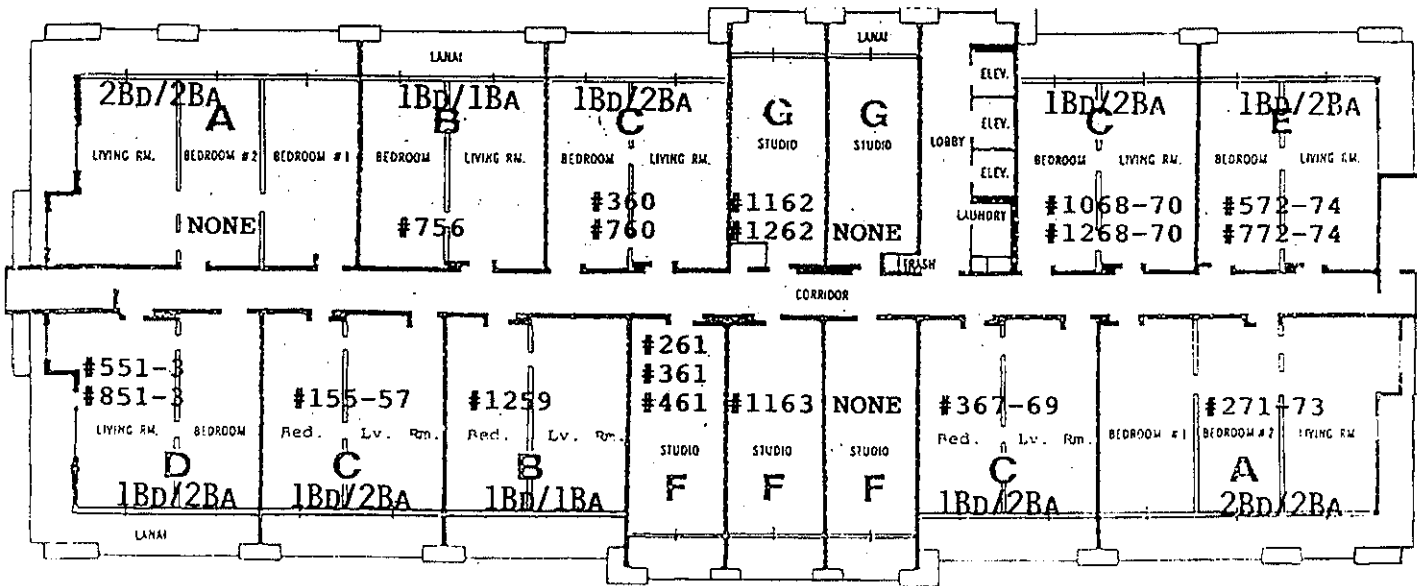 LANAI
LANAI
ELEV.
2BD/2BA
1BD/1BA
1BD/2BA
1BD/2BA
1BD/2BA
A
B
C
G
G
ELEV.
C
E
STUDIO
STUDIO
LOBBY
LIVING RM.
BEDROOM #2
BEDROOM #1
BEDROOM
LIVING RM.
BEDROOM
LIVING RM.
ELEV.
BEDROOM
LIVING RM.
BEDROOM
LIVING RM.
NONE
#756
#360
#760
#1162
#1262
NONE
LAUNDRY
#1068-70
#1268-70
#572-74
#772-74
TRASH
CORRIDOR
#551-3
#851-3
#155-57
#1259
#261
#361
#461
#1163
NONE
#367-69
#271-73
LIVING RM.
BEDROOM
Bed.
Lv. Rm.
Bed.
Lv. Rm.
STUDIO
STUDIO
STUDIO
Bed.
Lv. Rm.
BEDROOM #1
BEDROOM #2
LIVING RM.
D
C
B
F
F
F
C
A
1BD/2BA
1BD/2BA
1BD/1BA
1BD/2BA
2BD/2BA
LANAI